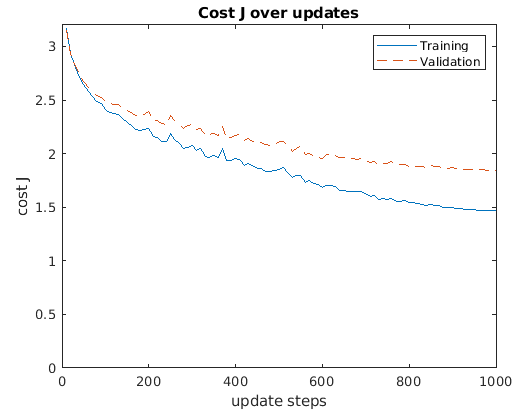 Cost J over updates
Training
Validation
cost J
3
2.5
2
1.5
1
0.5
0
0
200
400
600
800
1000
update steps